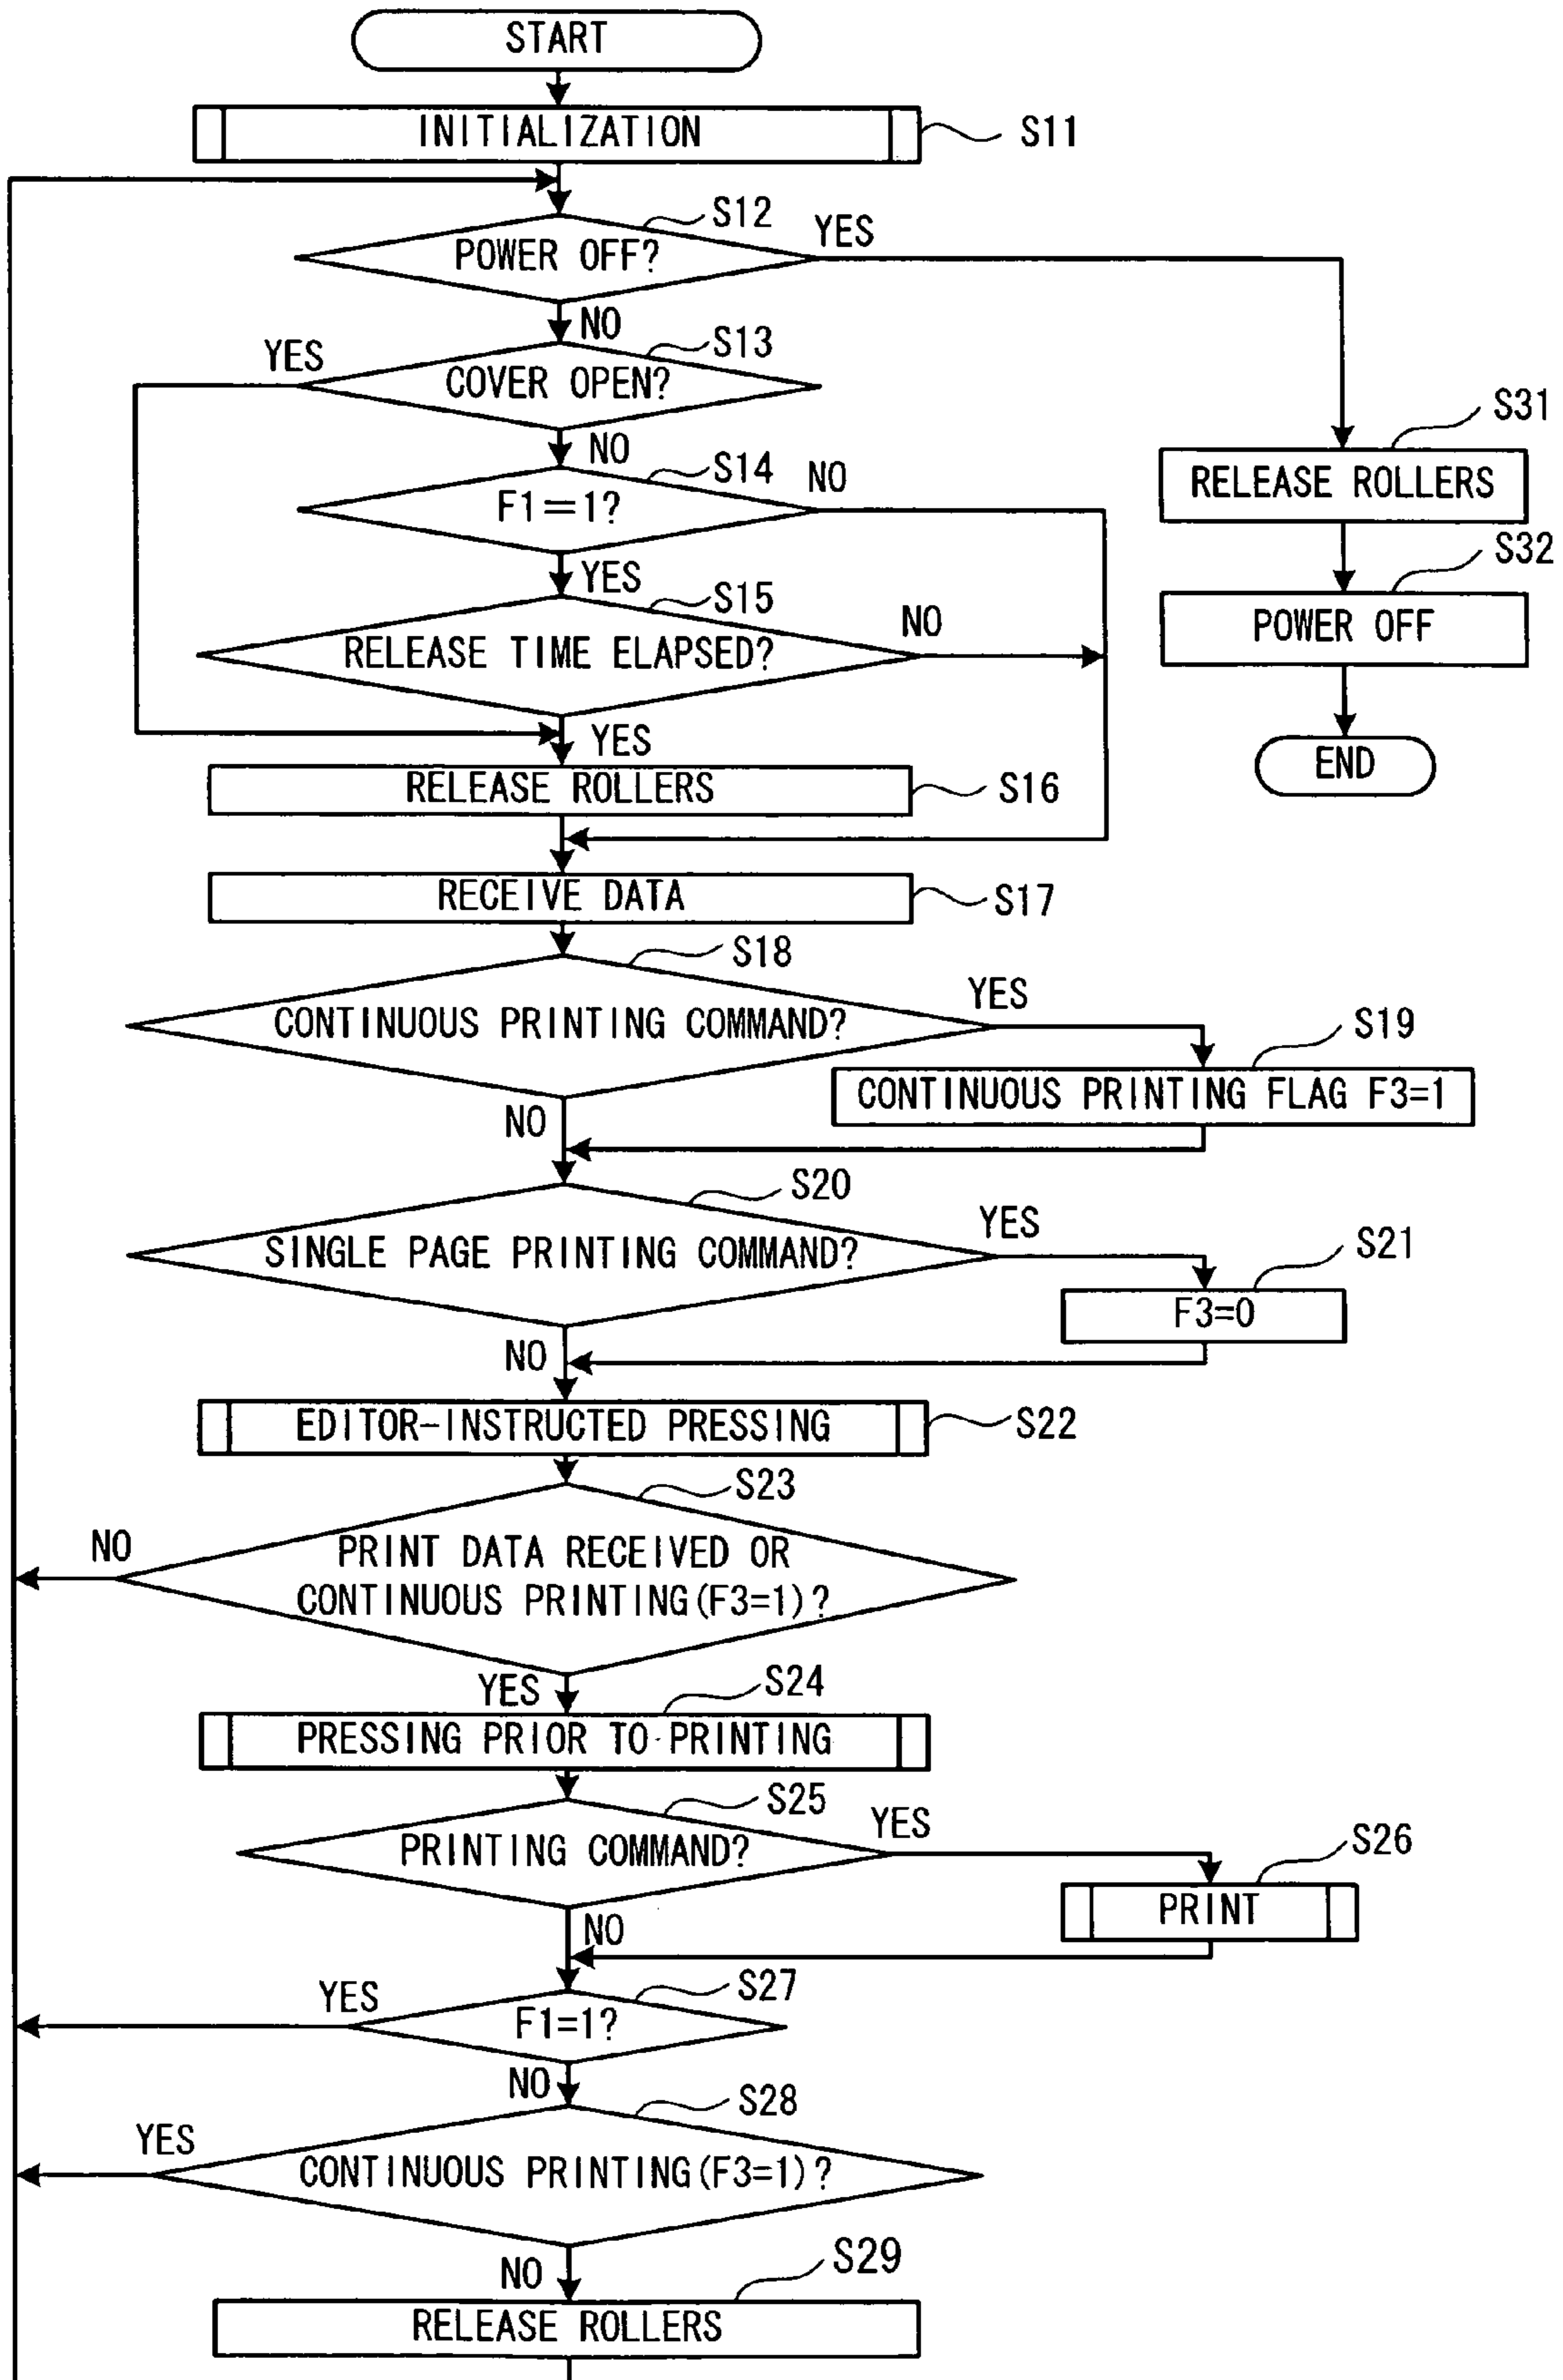 START
INITIALIZATION
S11
S12
POWER OFF?
YES
NO
S13
YES
COVER OPEN?
NO
S14
NO
F1=1?
YES
S15
NO
RELEASE TIME ELAPSED?
YES
RELEASE ROLLERS
S16
S31
RELEASE ROLLERS
S32
POWER OFF
END
RECEIVE DATA
S17
S18
CONTINUOUS PRINTING COMMAND?
YES
S19
CONTINUOUS PRINTING FLAG F3=1
NO
S20
SINGLE PAGE PRINTING COMMAND?
YES
S21
F3=0
NO
EDITOR-INSTRUCTED PRESSING
S22
S23
NO
PRINT DATA RECEIVED OR
CONTINUOUS PRINTING(F3=1)?
YES
S24
PRESSING PRIOR TO PRINTING
S25
PRINTING COMMAND?
YES
S26
PRINT
NO
S27
YES
F1=1?
NO
S28
YES
CONTINUOUS PRINTING(F3=1)?
NO
S29
RELEASE ROLLERS